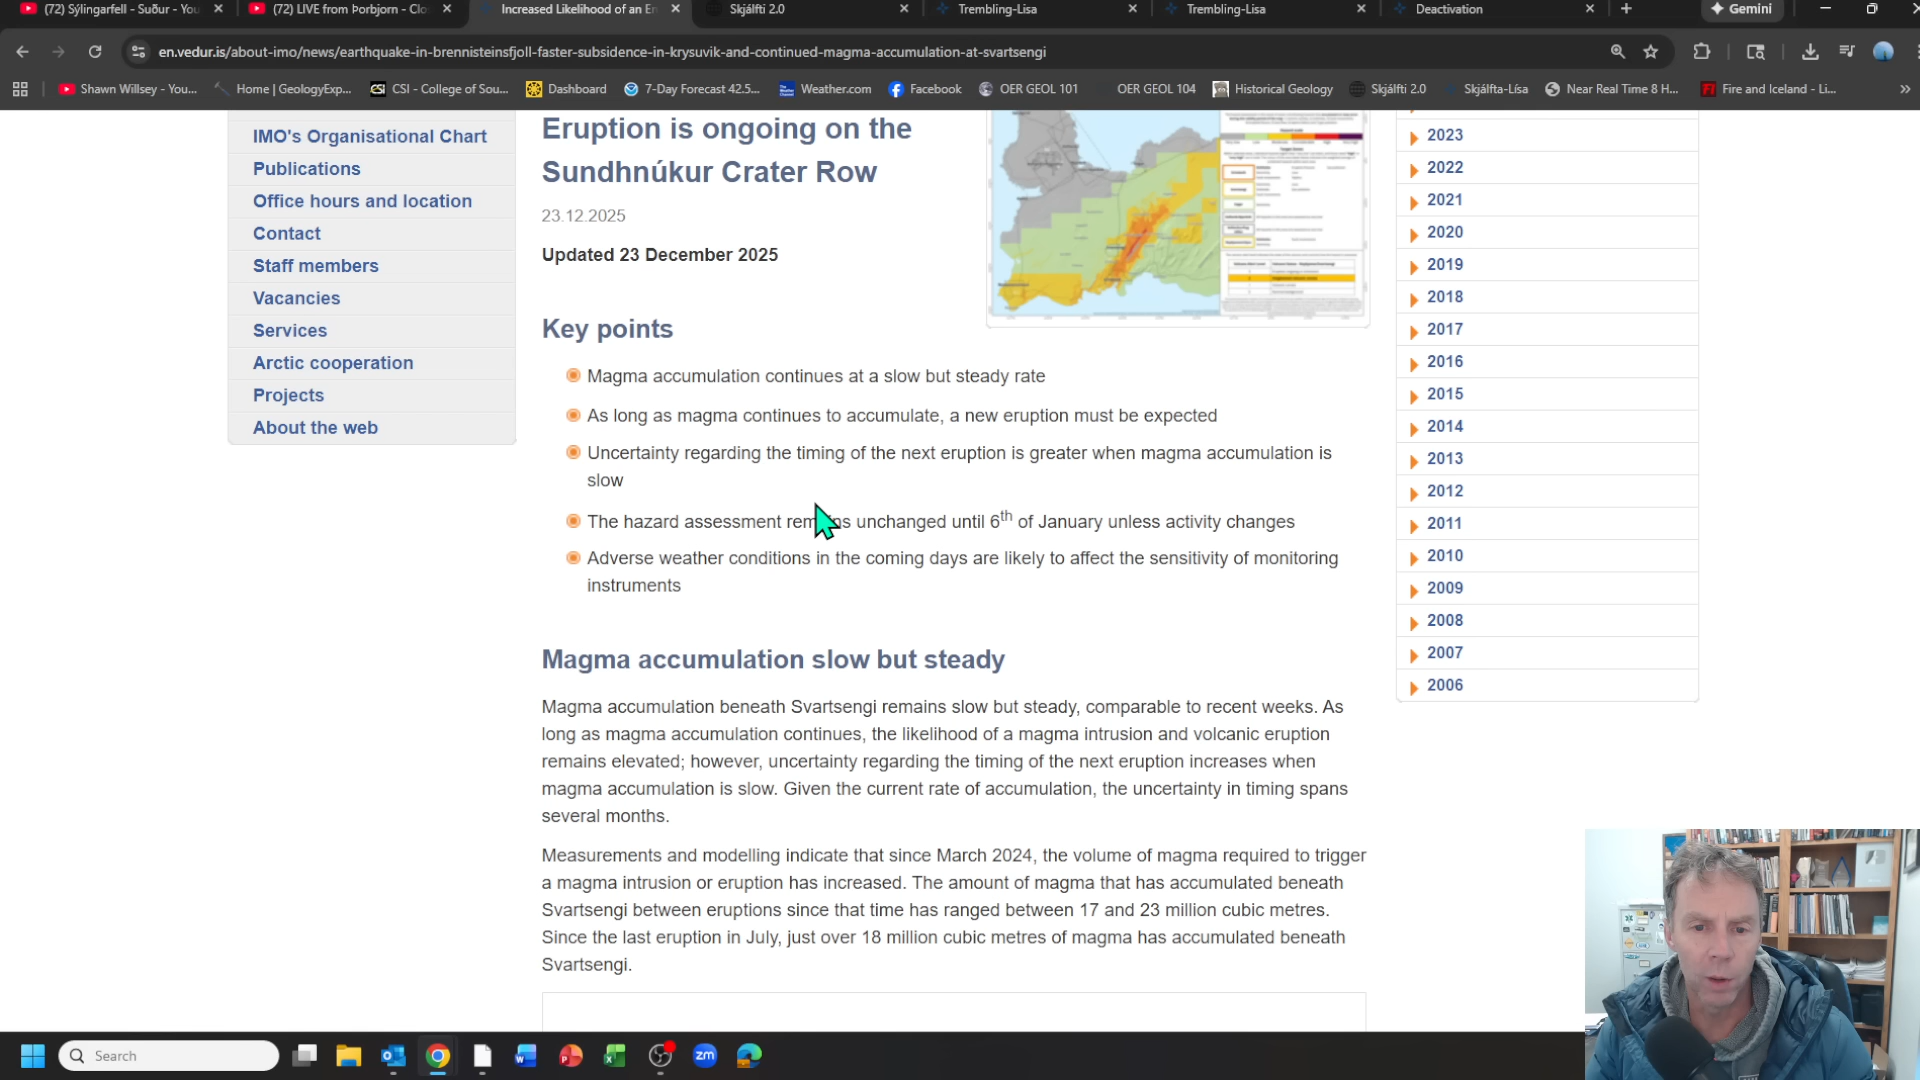 (72) Sýlingarfell - Suður - You
(72) LIVE from Þorbjorn - Clo
Increased Likelihood of an Er
Skjálfti 2.0
Trembling-Lisa
Trembling-Lisa
Deactivation
Gemini
en.vedur.is/about-imo/news/earthquake-in-brennisteinsfjoll-faster-subsidence-in-krysuvik-and-continued-magma-accumulation-at-svartsengi
Shawn Willsey - You...
Home | GeologyExp...
CSI - College of Sou...
Dashboard
7-Day Forecast 42.5...
Weather.com
Facebook
OER GEOL 101
OER GEOL 104
Historical Geology
Skjálfti 2.0
Skjálfta-Lísa
Near Real Time 8 H...
Fire and Iceland - Li...
IMO's Organisational Chart
Publications
Office hours and location
Contact
Staff members
Vacancies
Services
Arctic cooperation
Projects
About the web
Eruption is ongoing on the
Sundhnúkur Crater Row
23.12.2025
Updated 23 December 2025
Key points
Magma accumulation continues at a slow but steady rate
As long as magma continues to accumulate, a new eruption must be expected
Uncertainty regarding the timing of the next eruption is greater when magma accumulation is
slow
The hazard assessment remains unchanged until 6th of January unless activity changes
Adverse weather conditions in the coming days are likely to affect the sensitivity of monitoring
instruments
Magma accumulation slow but steady
Magma accumulation beneath Svartsengi remains slow but steady, comparable to recent weeks. As
long as magma accumulation continues, the likelihood of a magma intrusion and volcanic eruption
remains elevated; however, uncertainty regarding the timing of the next eruption increases when
magma accumulation is slow. Given the current rate of accumulation, the uncertainty in timing spans
several months.
Measurements and modelling indicate that since March 2024, the volume of magma required to trigger
a magma intrusion or eruption has increased. The amount of magma that has accumulated beneath
Svartsengi between eruptions since that time has ranged between 17 and 23 million cubic metres.
Since the last eruption in July, just over 18 million cubic metres of magma has accumulated beneath
Svartsengi.
2023
2022
2021
2020
2019
2018
2017
2016
2015
2014
2013
2012
2011
2010
2009
2008
2007
2006
Search
zm